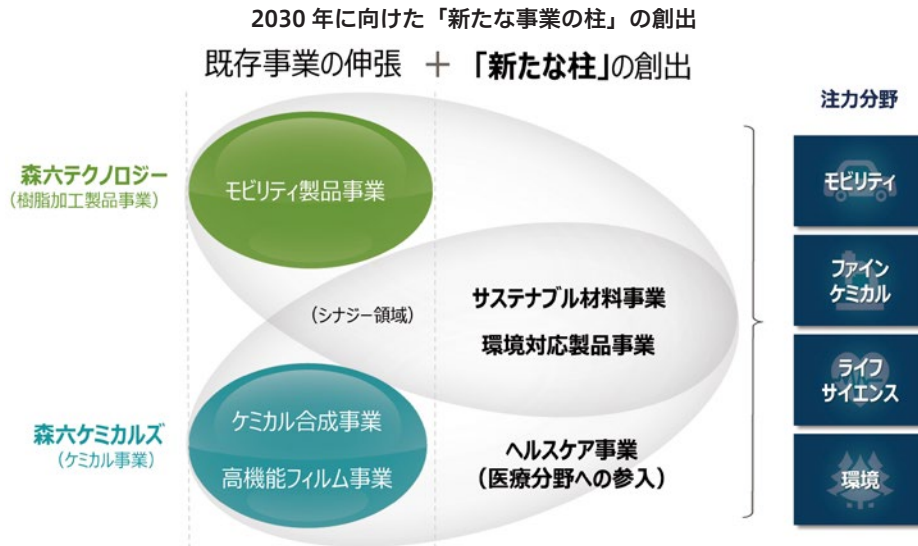 2030 年に向けた「新たな事業の柱」の創出
既存事業の伸張 + 「新たな柱」の創出
注力分野
森六テクノロジー
（樹脂加工製品事業）
モビリティ製品事業
（シナジー領域）
サステナブル材料事業
環境対応製品事業
森六ケミカルズ
（ケミカル事業）
ケミカル合成事業
高機能フィルム事業
ヘルスケア事業
（医療分野への参入）
モビリティ
ファイン
ケミカル
ライフ
サイエンス
環境